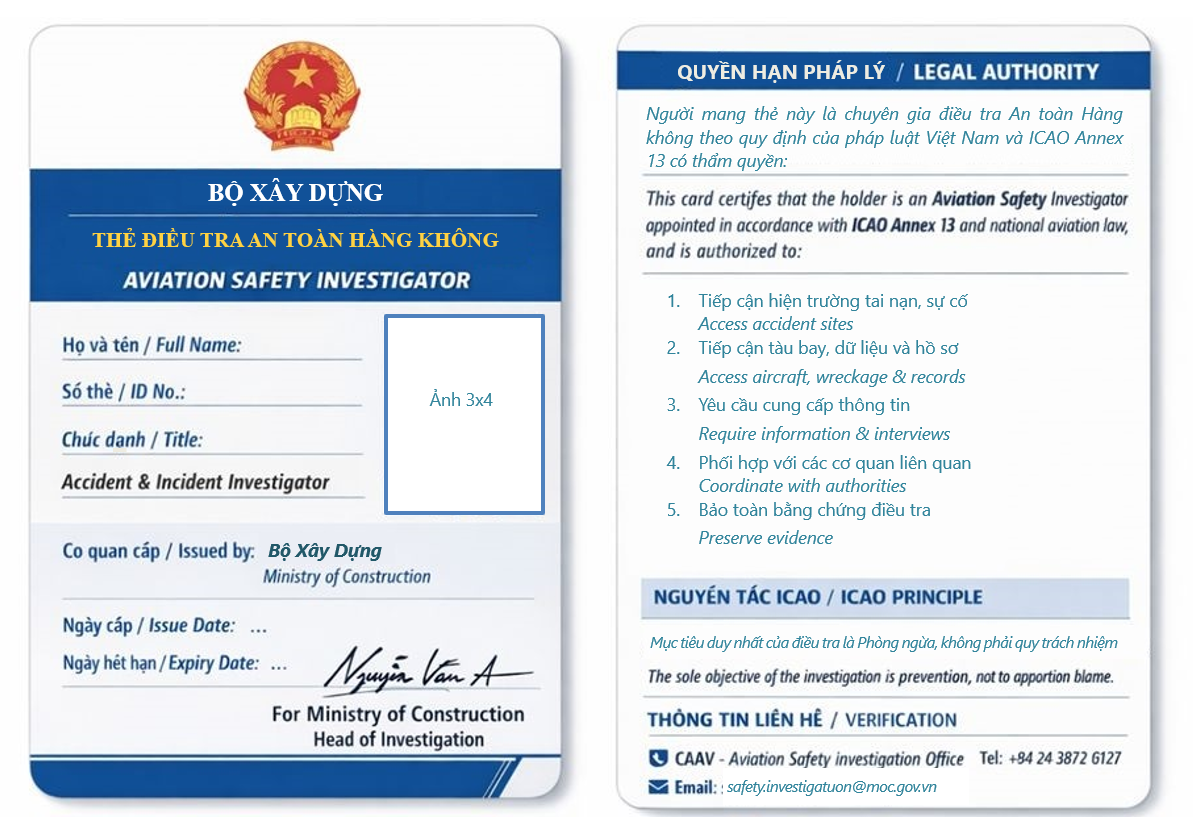 BỘ XÂY DỰNG
THẺ ĐIỀU TRA AN TOÀN HÀNG KHÔNG
AVIATION SAFETY INVESTIGATOR
Họ và tên / Full Name:
Số thẻ / ID No.:
Chúc danh / Title:
Accident & Incident Investigator
Ảnh 3x4
Co quan cấp / Issued by: Bộ Xây Dựng
Ministry of Construction
Ngày cấp / Issue Date: ...
Ngày hét hạn / Expiry Date: ...
Nguyễn Văn A
For Ministry of Construction
Head of Investigation
QUYỀN HẠN PHÁP LÝ / LEGAL AUTHORITY
Người mang thẻ này là chuyên gia điều tra An toàn Hàng
không theo quy định của pháp luật Việt Nam và ICAO Annex
13 có thẩm quyền:
This card certifes that the holder is an Aviation Safety Investigator
appointed in accordance with ICAO Annex 13 and national aviation law,
and is authorized to:
1. Tiếp cận hiện trường tai nạn, sự cố
Access accident sites
2. Tiếp cận tàu bay, dữ liệu và hồ sơ
Access aircraft, wreckage & records
3. Yêu cầu cung cấp thông tin
Require information & interviews
4. Phối hợp với các cơ quan liên quan
Coordinate with authorities
5. Bảo toàn bằng chứng điều tra
Preserve evidence
NGUYÉN TÁC ICAO / ICAO PRINCIPLE
Mục tiêu duy nhất của điều tra là Phòng ngừa, không phải quy trách nhiệm
The sole objective of the investigation is prevention, not to apportion blame.
THÔNG TIN LIÊN HÊ / VERIFICATION
CAAV - Aviation Safety investigation Office Tel: +84 24 3872 6127
Email: : safety.investigatuon@moc.gov.vn